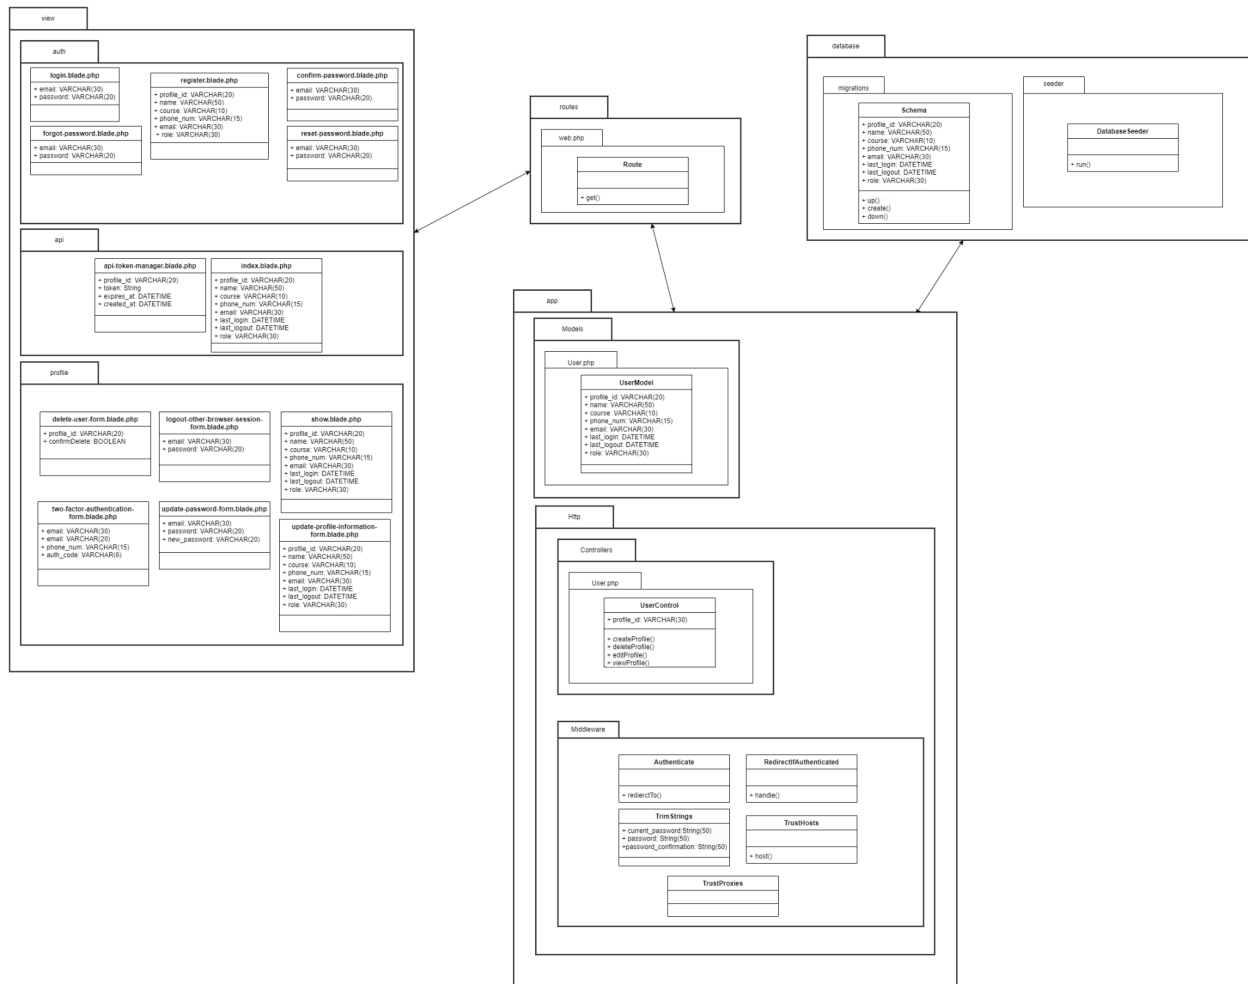 view
auth
login.blade.php
+ email: VARCHAR(30)
+ password: VARCHAR(20)
register.blade.php
+ profile_id: VARCHAR(20)
+ name: VARCHAR(50)
+ course: VARCHAR(10)
+ phone_num: VARCHAR(15)
+ email: VARCHAR(30)
+ role: VARCHAR(30)
confirm-password.blade.php
+ email: VARCHAR(30)
+ password: VARCHAR(20)
forgot-password.blade.php
+ email: VARCHAR(30)
+ password: VARCHAR(20)
reset-password.blade.php
+ email: VARCHAR(30)
+ password: VARCHAR(20)
api
api-token-manager.blade.php
+ profile_id: VARCHAR(20)
+ token: String
+ expires_at: DATETIME
+ created_at: DATETIME
index.blade.php
+ profile_id: VARCHAR(20)
+ name: VARCHAR(50)
+ course: VARCHAR(10)
+ phone_num: VARCHAR(15)
+ email: VARCHAR(30)
+ last_login: DATETIME
+ last_logout: DATETIME
+ role: VARCHAR(30)
profile
delete-user-form.blade.php
+ profile_id: VARCHAR(20)
+ confirmDelete: BOOLEAN
logout-other-browser-session-
form.blade.php
+ email: VARCHAR(30)
+ password: VARCHAR(20)
show.blade.php
+ profile_id: VARCHAR(20)
+ name: VARCHAR(50)
+ course: VARCHAR(10)
+ phone_num: VARCHAR(15)
+ email: VARCHAR(30)
+ last_login: DATETIME
+ last_logout: DATETIME
+ role: VARCHAR(30)
two-factor-authentication-
form.blade.php
+ email: VARCHAR(30)
+ email: VARCHAR(20)
+ phone_num: VARCHAR(15)
+ auth_code: VARCHAR(6)
update-password-form.blade.php
+ email: VARCHAR(30)
+ password: VARCHAR(20)
+ new_password: VARCHAR(20)
update-profile-information-
form.blade.php
+ profile_id: VARCHAR(20)
+ name: VARCHAR(50)
+ course: VARCHAR(10)
+ phone_num: VARCHAR(15)
+ email: VARCHAR(30)
+ last_login: DATETIME
+ last_logout: DATETIME
+ role: VARCHAR(30)
routes
web.php
Route
+ get()
database
migrations
Schema
+ profile_id: VARCHAR(20)
+ name: VARCHAR(50)
+ course: VARCHAR(10)
+ phone_num: VARCHAR(15)
+ email: VARCHAR(30)
+ last_login: DATETIME
+ last_logout: DATETIME
+ role: VARCHAR(30)
+ up()
+ create()
+ down()
seeder
DatabaseSeeder
+ run()
app
Models
User.php
UserModel
+ profile_id: VARCHAR(20)
+ name: VARCHAR(50)
+ course: VARCHAR(10)
+ phone_num: VARCHAR(15)
+ email: VARCHAR(30)
+ last_login: DATETIME
+ last_logout: DATETIME
+ role: VARCHAR(30)
Http
Controllers
User.php
UserControl
+ profile_id: VARCHAR(30)
+ createProfile()
+ deleteProfile()
+ editProfile()
+ viewProfile()
Middleware
Authenticate
+ redierctTo()
RedirectIfAuthenticated
+ handle()
TrimStrings
+ current_password:String(50)
+ password: String(50)
+password_confirmation: String(50)
TrustHosts
+ host()
TrustProxies